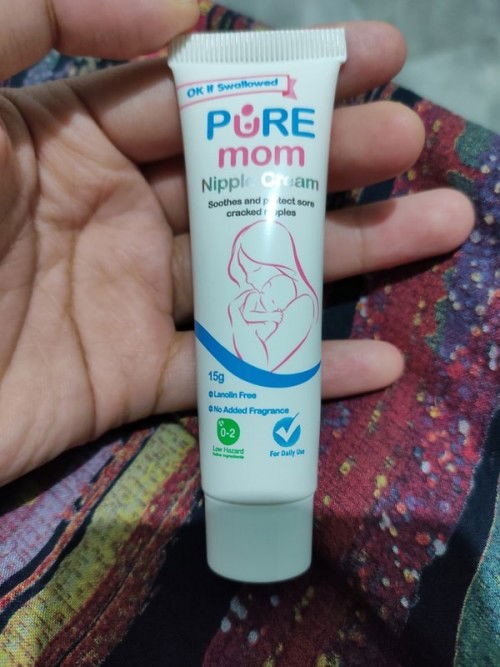 OK If Swallowed
PURE
mom
Nipple Cream
Soothes and protect sore
cracked nipples
15g
Lanolin Free
No Added Fragrance
0-2
Low Hazard
For Daily Use